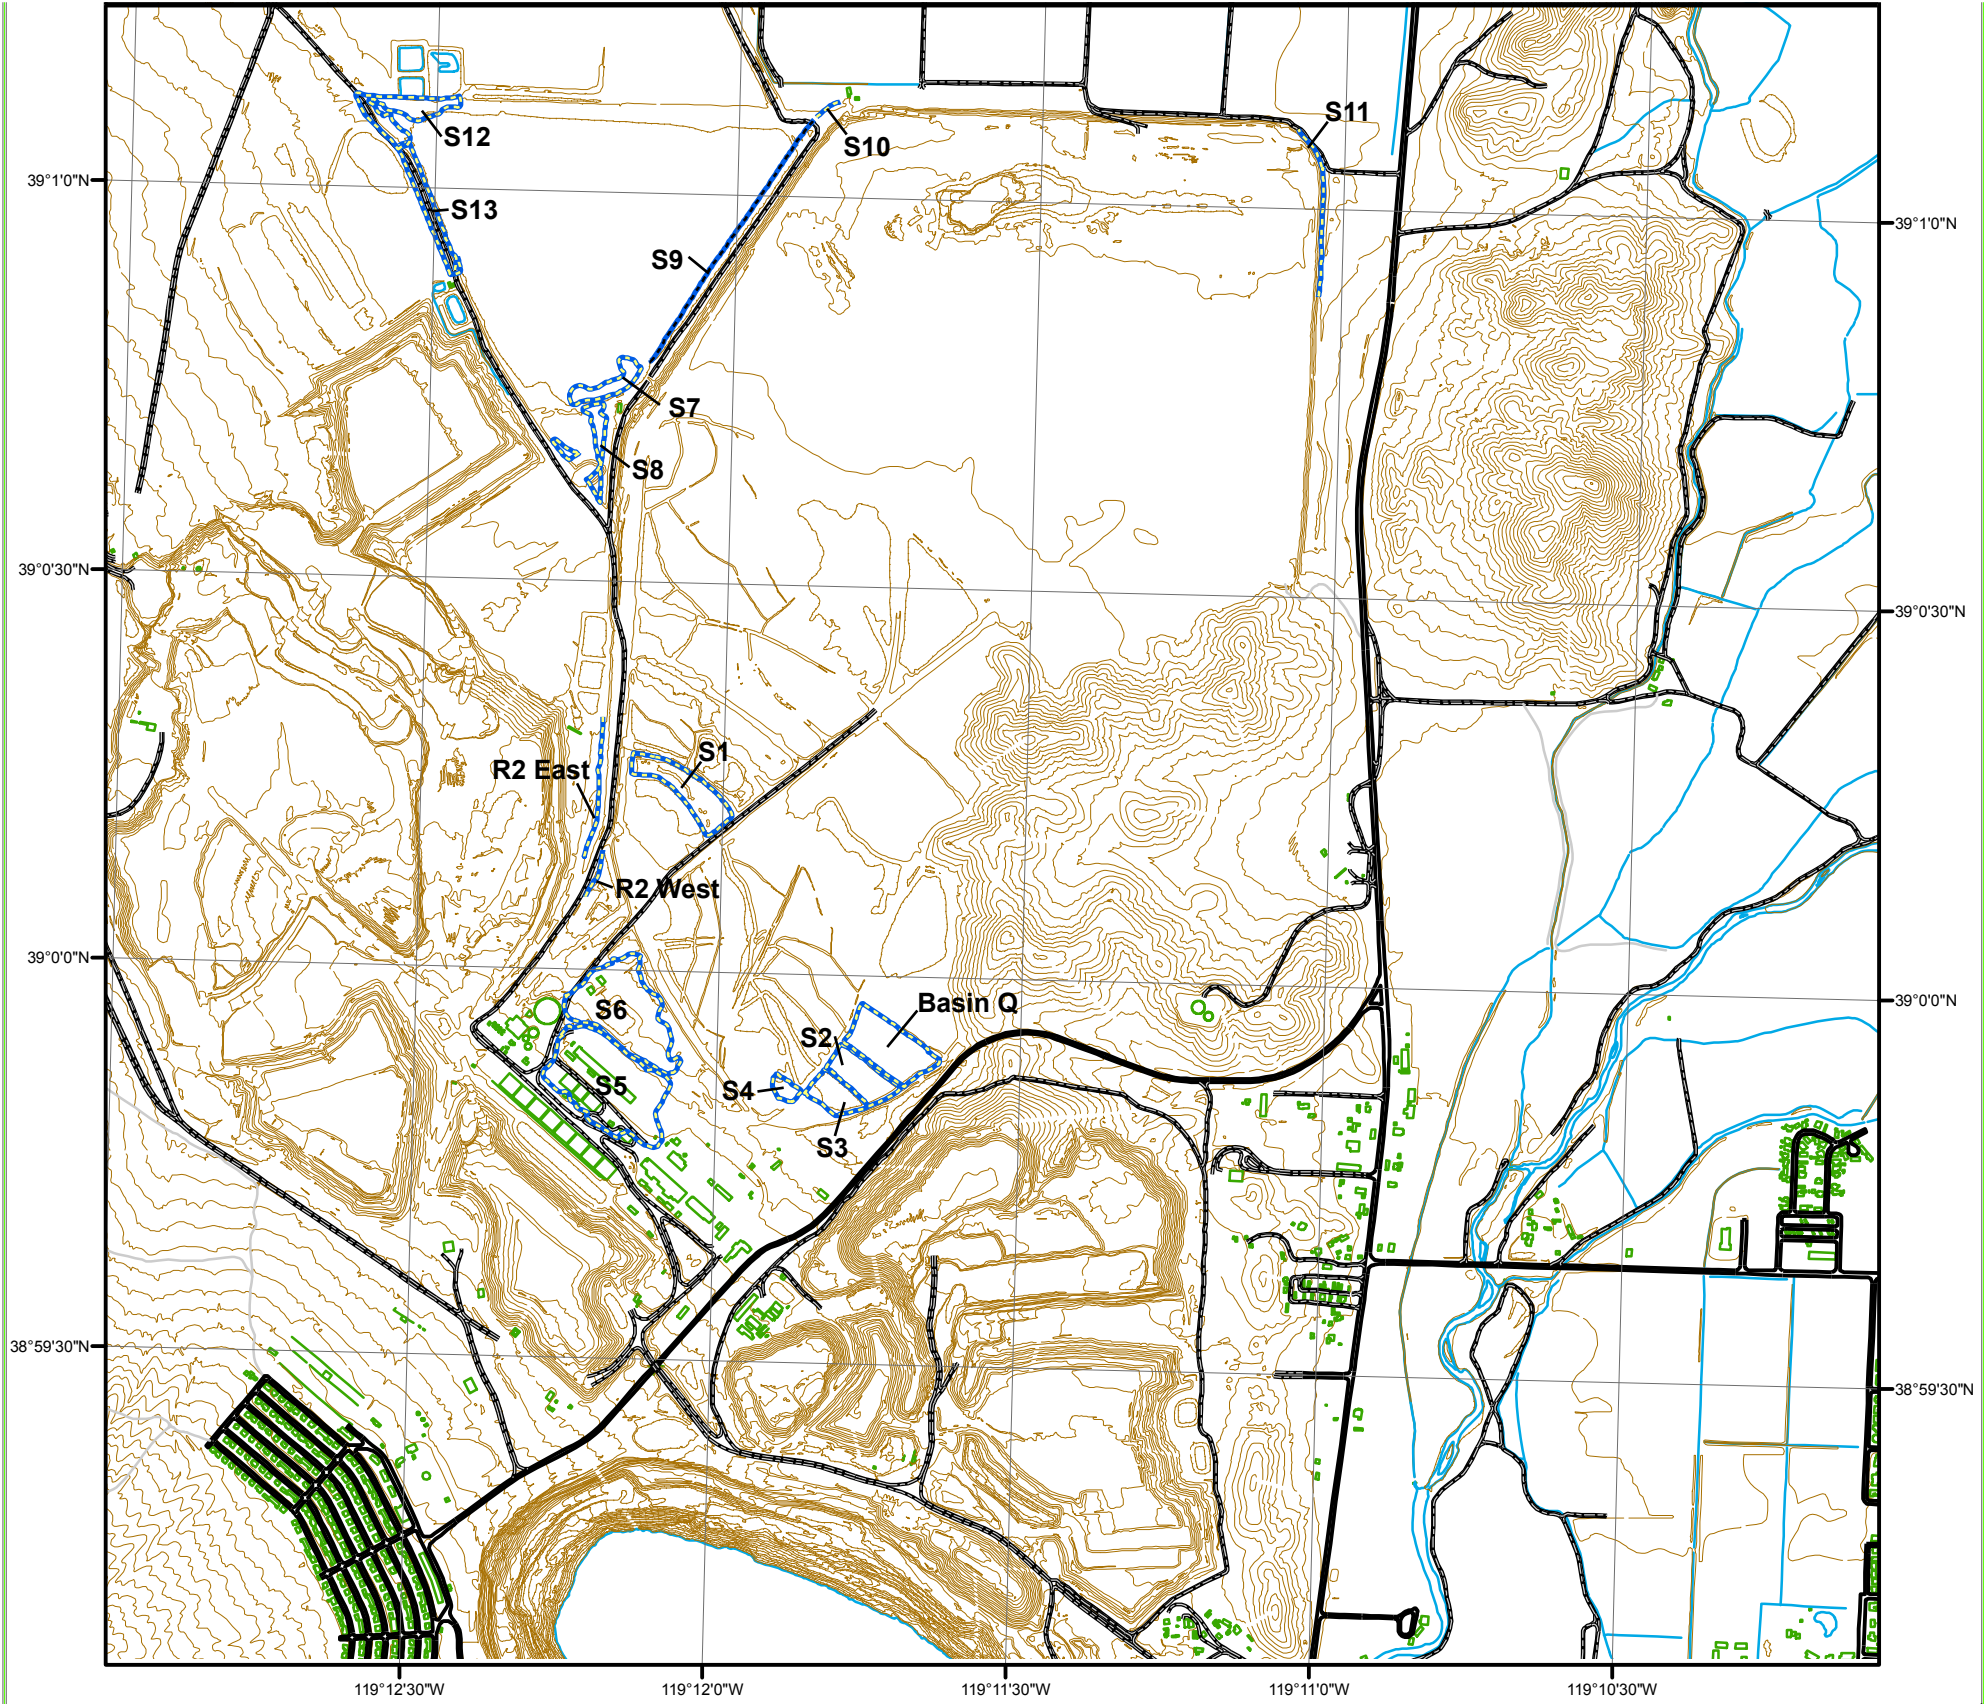 S11
S12
S10
39°1'0"N
S13
39°1'0"N
S9
S7
S8
39°0'30"N
39°0'30"N
S1
R2 East
R2 West
39°0'0"N
39°0'0"N
Basin Q
S6
S2
S5
S4
S3
38°59'30"N
38°59'30"N
119°12'30"W
119°12'0"W
119°11'30"W
119°11'0"W
119°10'30"W